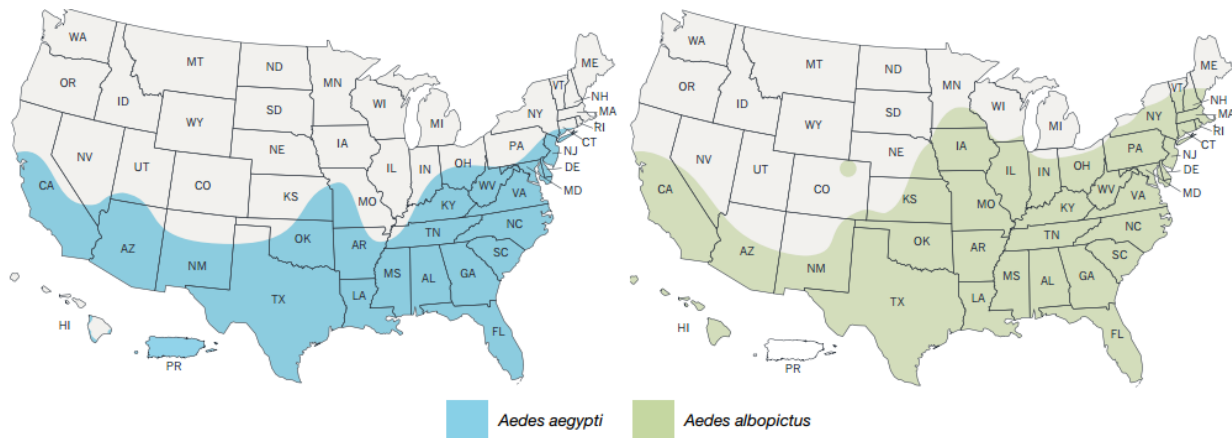 WA
MT
ND
MN
OR
ID
SD
WI
MI
WY
NE
IA
NV
UT
CO
KS
IL
IN
OH
PA
NY
VT
ME
NH
MA
RI
CT
NJ
DE
MD
CA
AZ
NM
OK
MO
AR
KY
WV
VA
TN
NC
SC
MS
AL
GA
LA
TX
FL
HI
PR
WA
MT
ND
MN
OR
ID
SD
WI
MI
WY
NE
IA
NV
UT
CO
KS
IL
IN
OH
PA
NY
VT
ME
NH
MA
RI
CT
NJ
DE
MD
CA
AZ
NM
OK
MO
AR
KY
WV
VA
TN
NC
SC
MS
AL
GA
LA
TX
FL
HI
PR
Aedes aegypti
Aedes albopictus